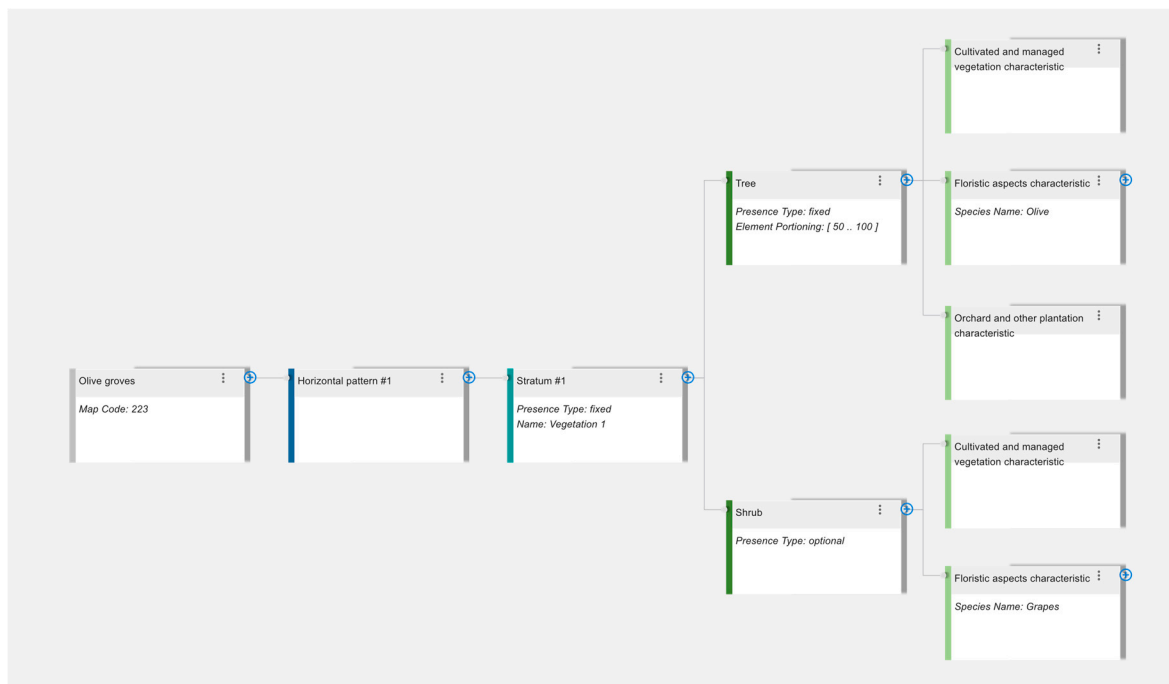 Cultivated and managed
vegetation characteristic
Tree
Presence Type: fixed
Element Portioning: [ 50 .. 100 ]
Floristic aspects characteristic
Species Name: Olive
Orchard and other plantation
characteristic
Olive groves
Map Code: 223
Horizontal pattern #1
Stratum #1
Presence Type: fixed
Name: Vegetation 1
Cultivated and managed
vegetation characteristic
Shrub
Presence Type: optional
Floristic aspects characteristic
Species Name: Grapes